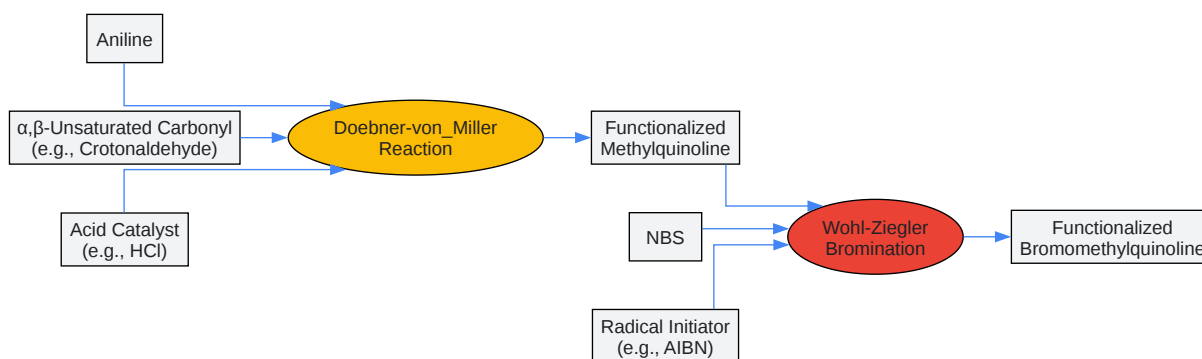 Aniline
α,β-Unsaturated Carbonyl
(e.g., Crotonaldehyde)
Acid Catalyst
(e.g., HCl)
Doebner-von_Miller
Reaction
Functionalized
Methylquinoline
NBS
Radical Initiator
(e.g., AIBN)
Wohl-Ziegler
Bromination
Functionalized
Bromomethylquinoline